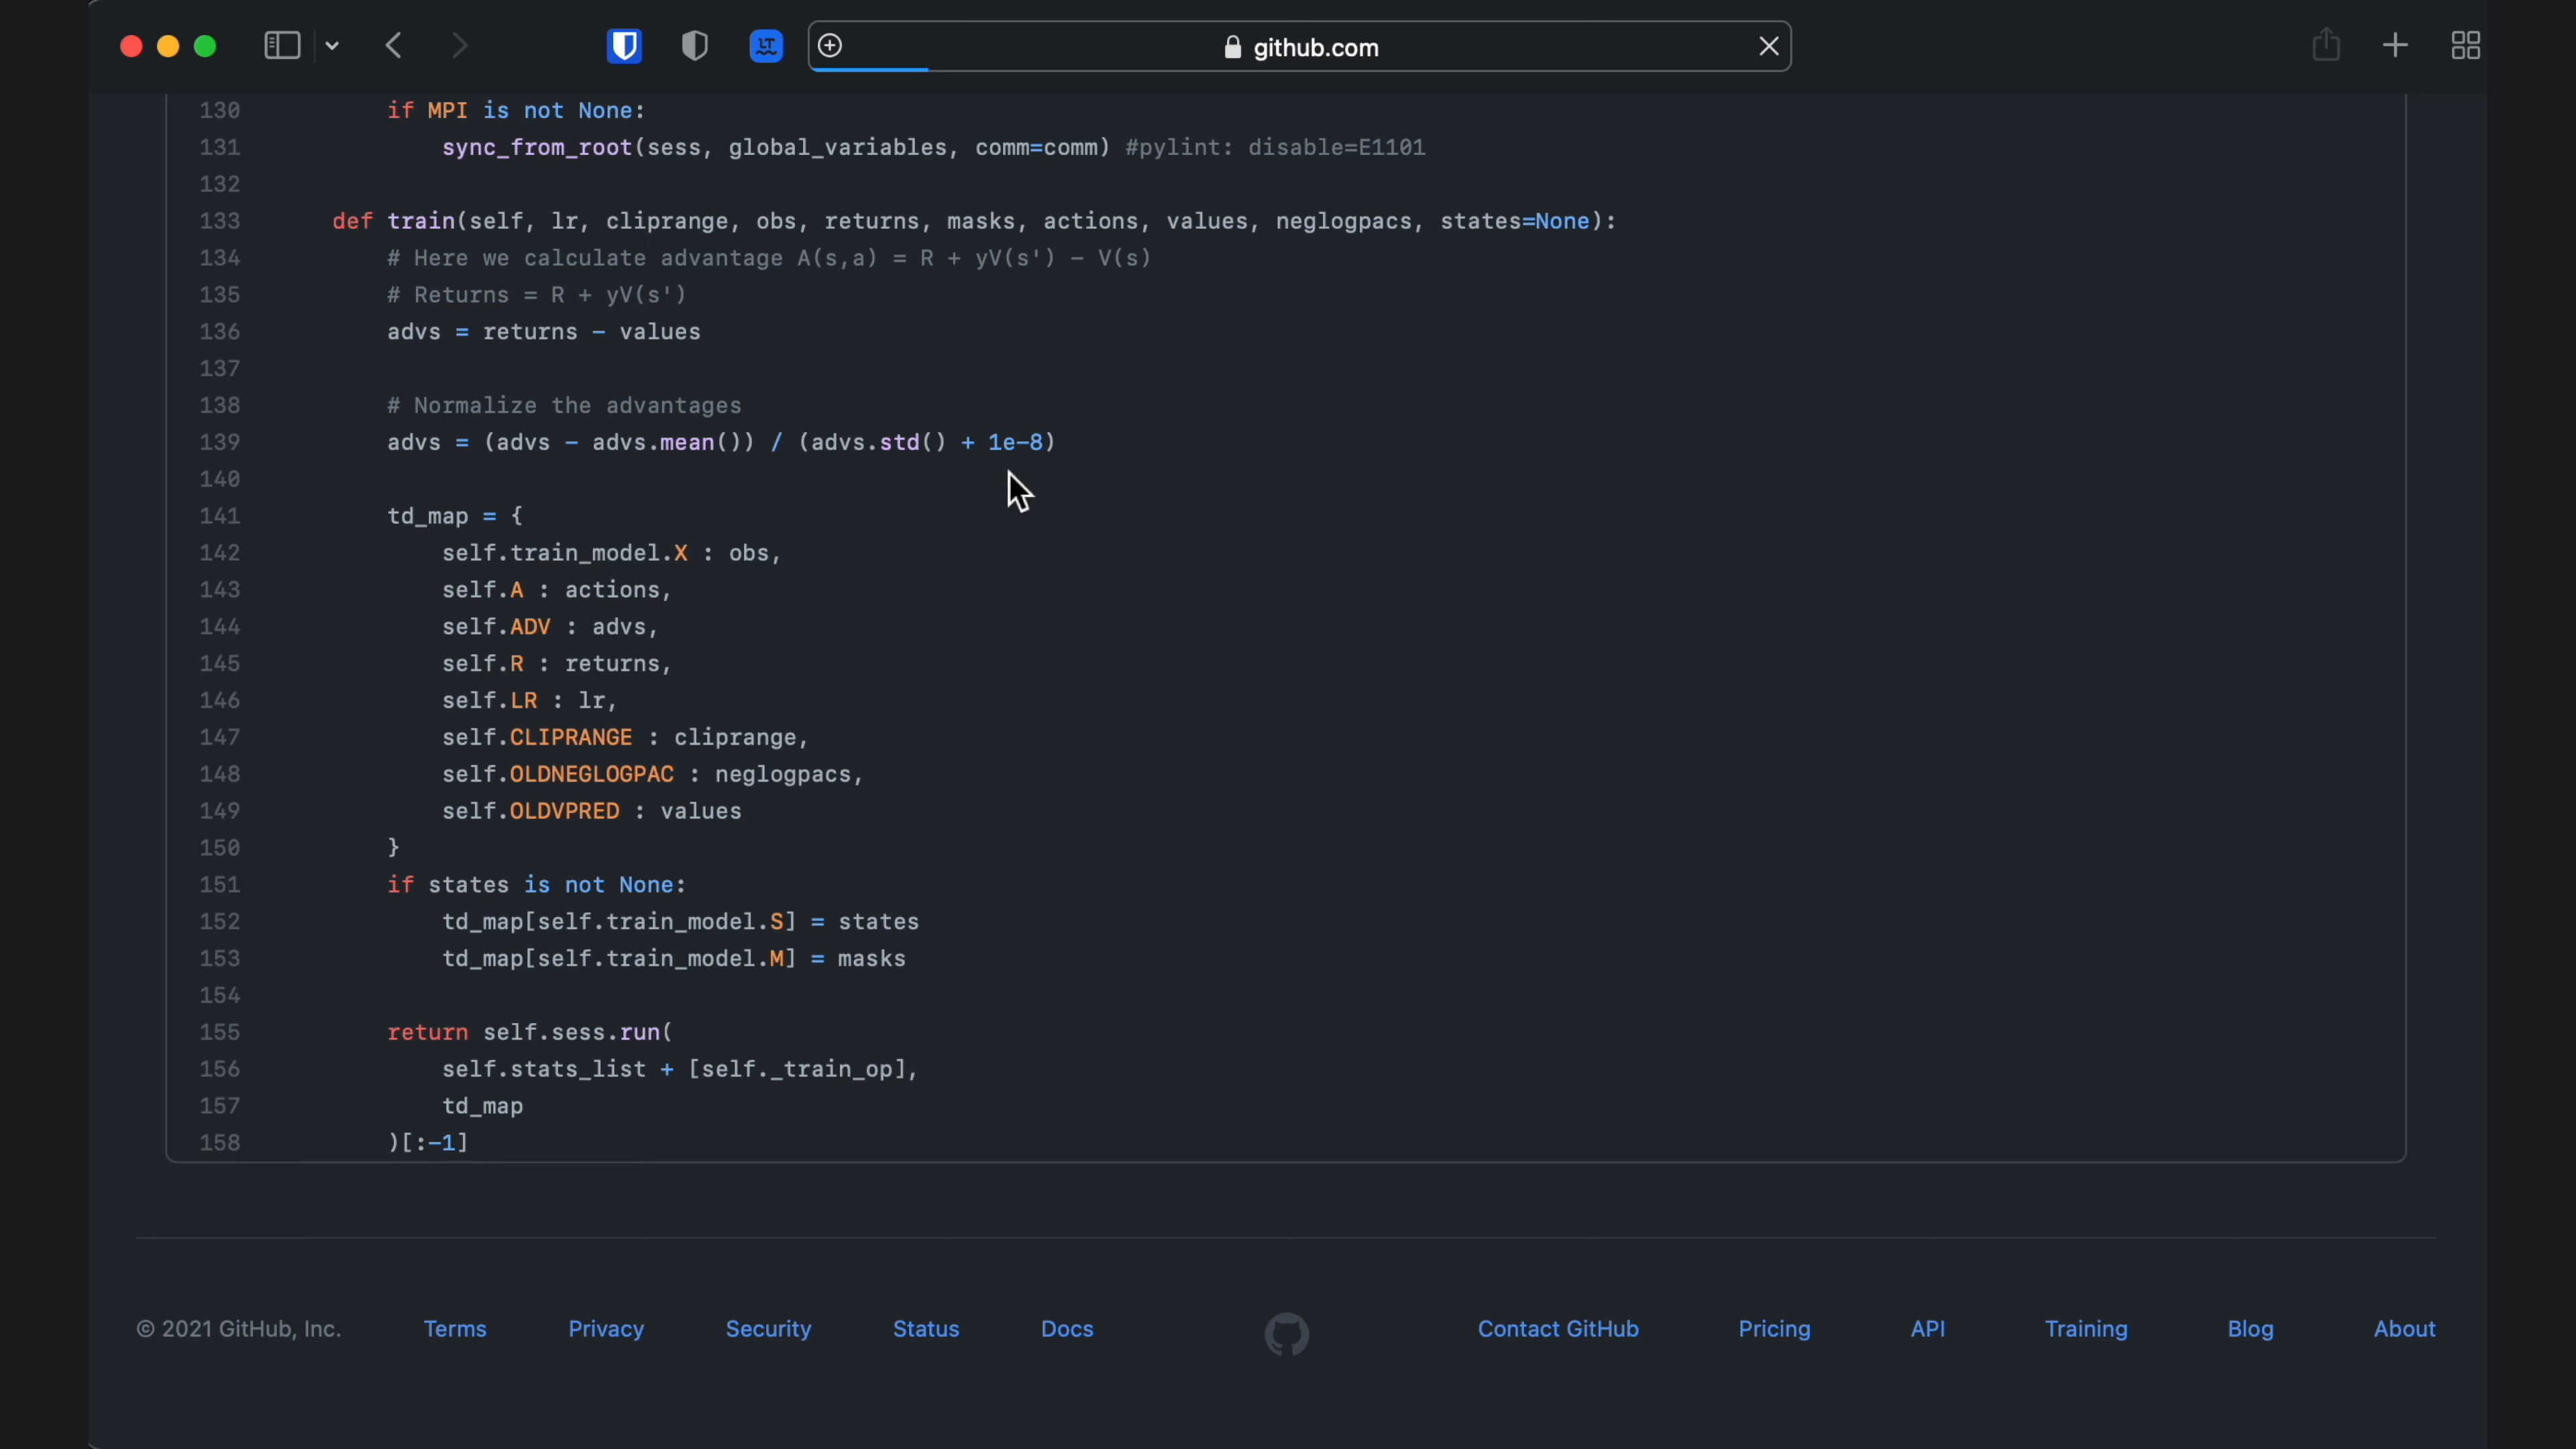 LT
github.com
130 if MPI is not None:
131 sync_from_root(sess, global_variables, comm=comm) #pylint: disable=E1101
132
133 def train(self, lr, cliprange, obs, returns, masks, actions, values, neglogpacs, states=None):
134 # Here we calculate advantage A(s,a) = R + yV(s') - V(s)
135 # Returns = R + yV(s')
136 advs = returns - values
137
138 # Normalize the advantages
139 advs = (advs - advs.mean()) / (advs.std() + 1e-8)
140
141 td_map = {
142 self.train_model.X : obs,
143 self.A : actions,
144 self.ADV : advs,
145 self.R : returns,
146 self.LR : lr,
147 self.CLIPRANGE : cliprange,
148 self.OLDNEGLOGPAC : neglogpacs,
149 self.OLDVPRED : values
150 }
151 if states is not None:
152 td_map[self.train_model.S] = states
153 td_map[self.train_model.M] = masks
154
155 return self.sess.run(
156 self.stats_list + [self._train_op],
157 td_map
158 )[:-1]
© 2021 GitHub, Inc. Terms Privacy Security Status Docs Contact GitHub Pricing API Training Blog About